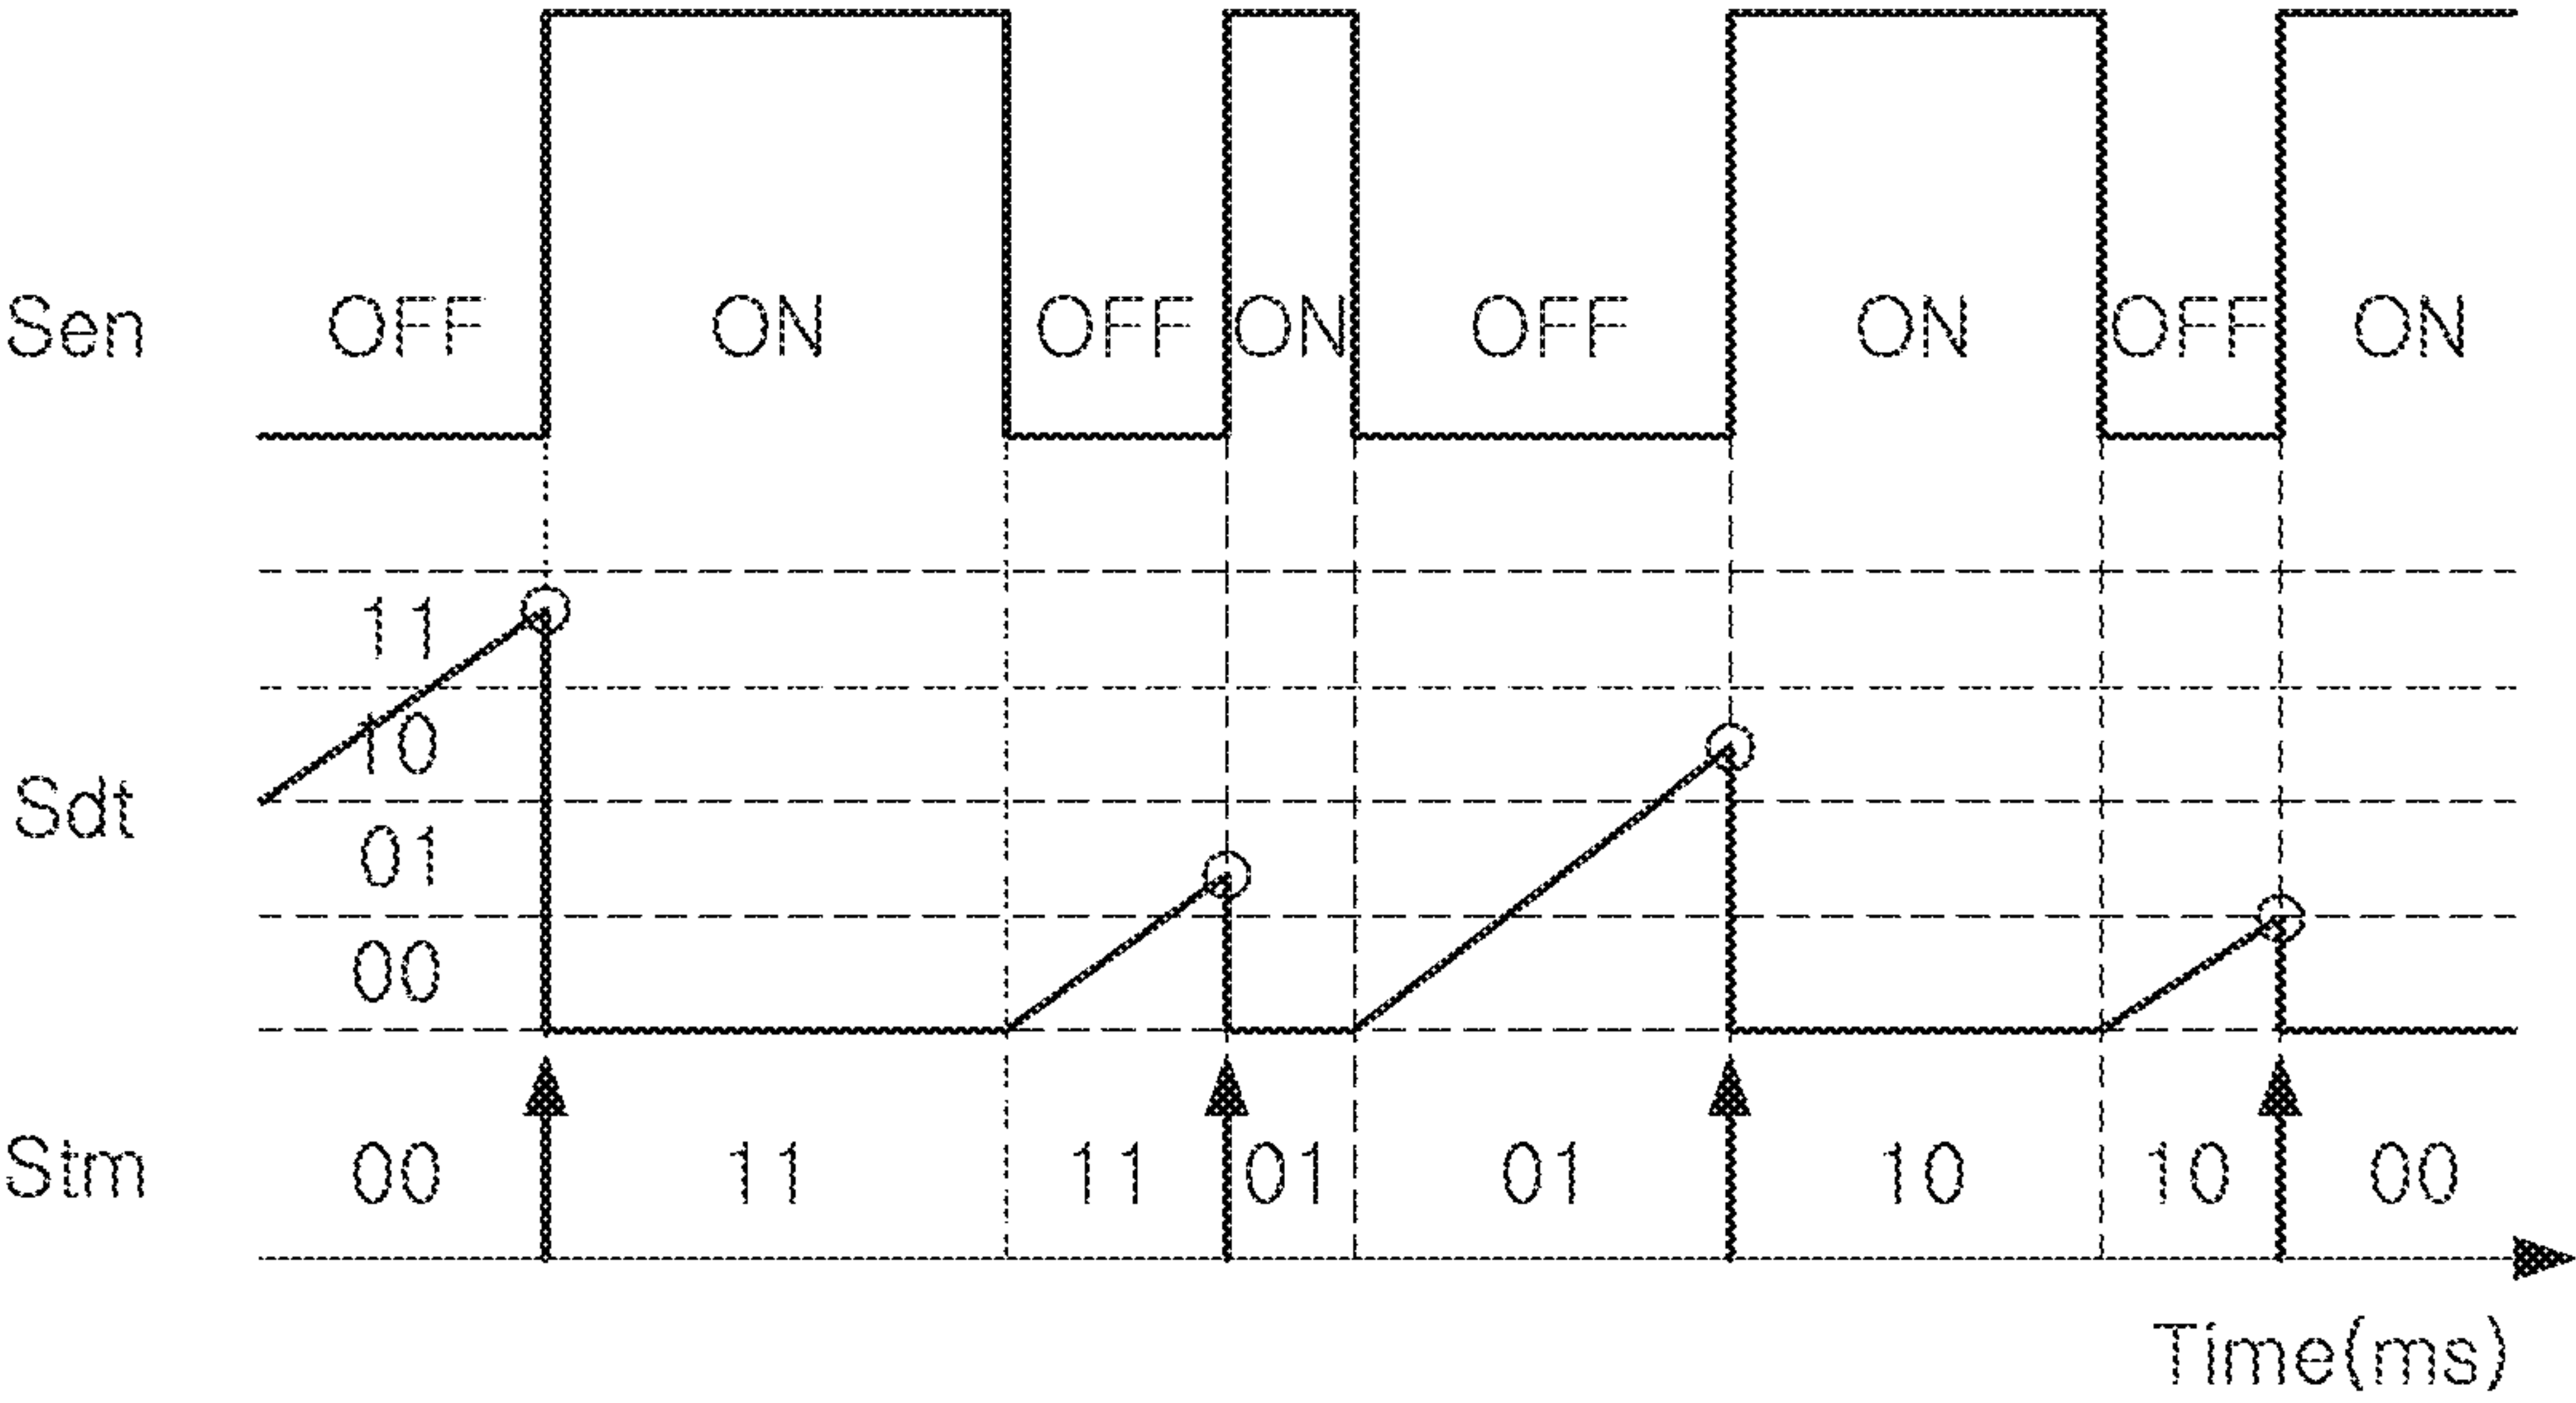 Sen OFF ON OFF ON OFF ON OFF ON
11
10
Sdt
01
00
Stm 00 11 11 01 01 10 10 00
Time(ms)